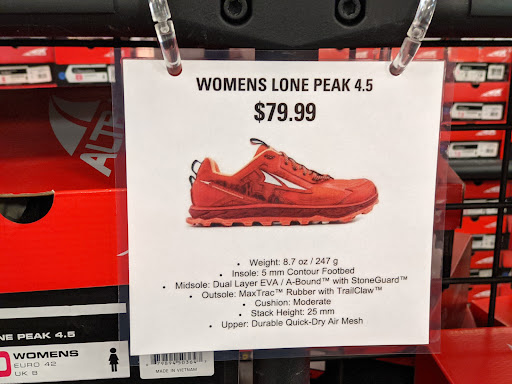 WOMENS LONE PEAK 4.5
$79.99
• Weight: 8.7 oz / 247 g
• Insole: 5 mm Contour Footbed
• Midsole: Dual Layer EVA / A-Bound™ with StoneGuard™
• Outsole: MaxTrac™ Rubber with TrailClaw™
• Cushion: Moderate
• Stack Height: 25 mm
• Upper: Durable Quick-Dry Air Mesh
ALT
NE PEAK 4.5
WOMENS
EURO 42
UK 8
MADE IN VIETNAM